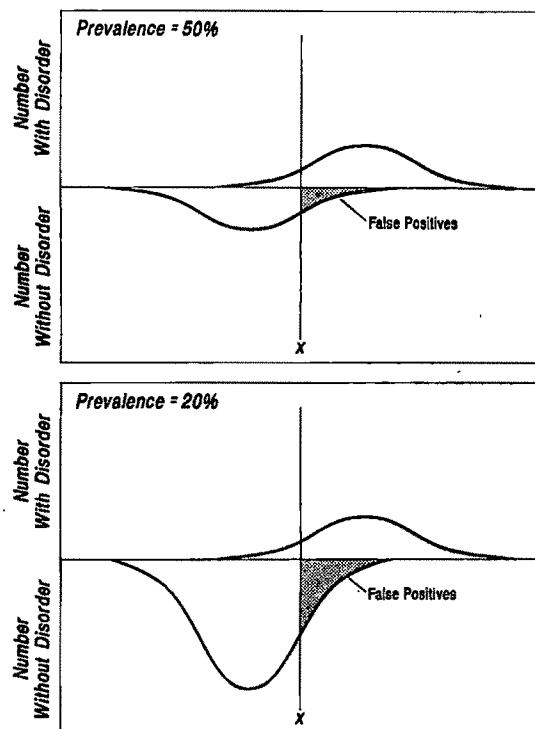 Prevalence = 50%
Number
With Disorder
Number
Without Disorder
False Positives
x
Prevalence = 20%
Number
With Disorder
Number
Without Disorder
False Positives
x